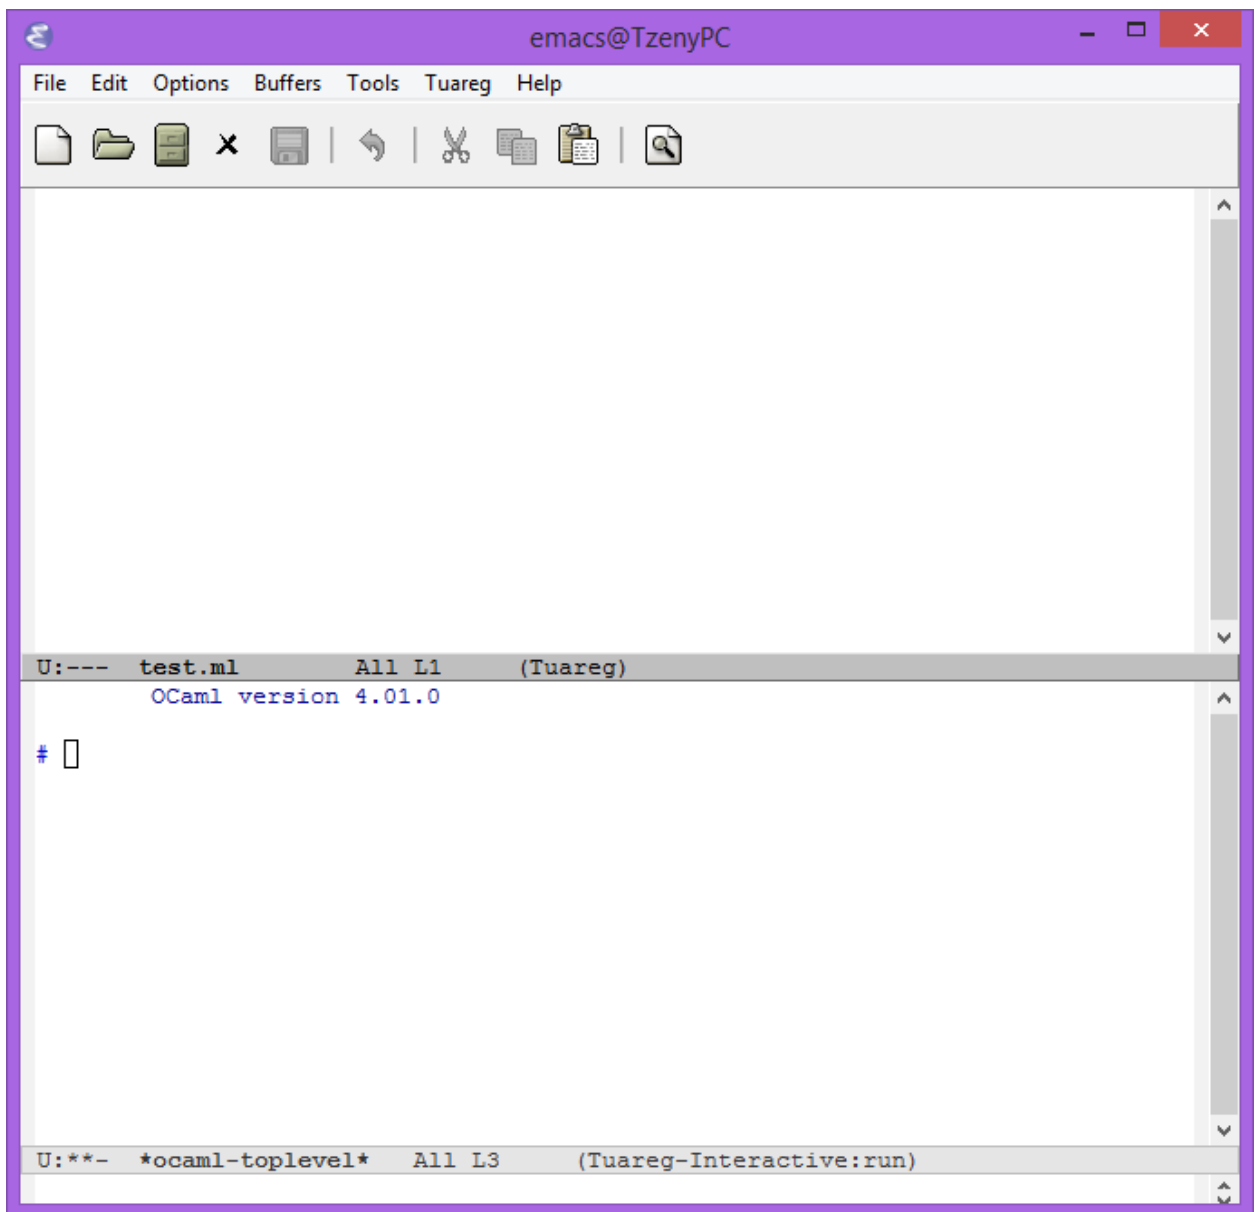 emacs@TzenyPC
File Edit Options Buffers Tools Tuareg Help
U:--- test.ml All L1 (Tuareg)
OCaml version 4.01.0
#
U:**- *ocaml-toplevel* All L3 (Tuareg-Interactive:run)